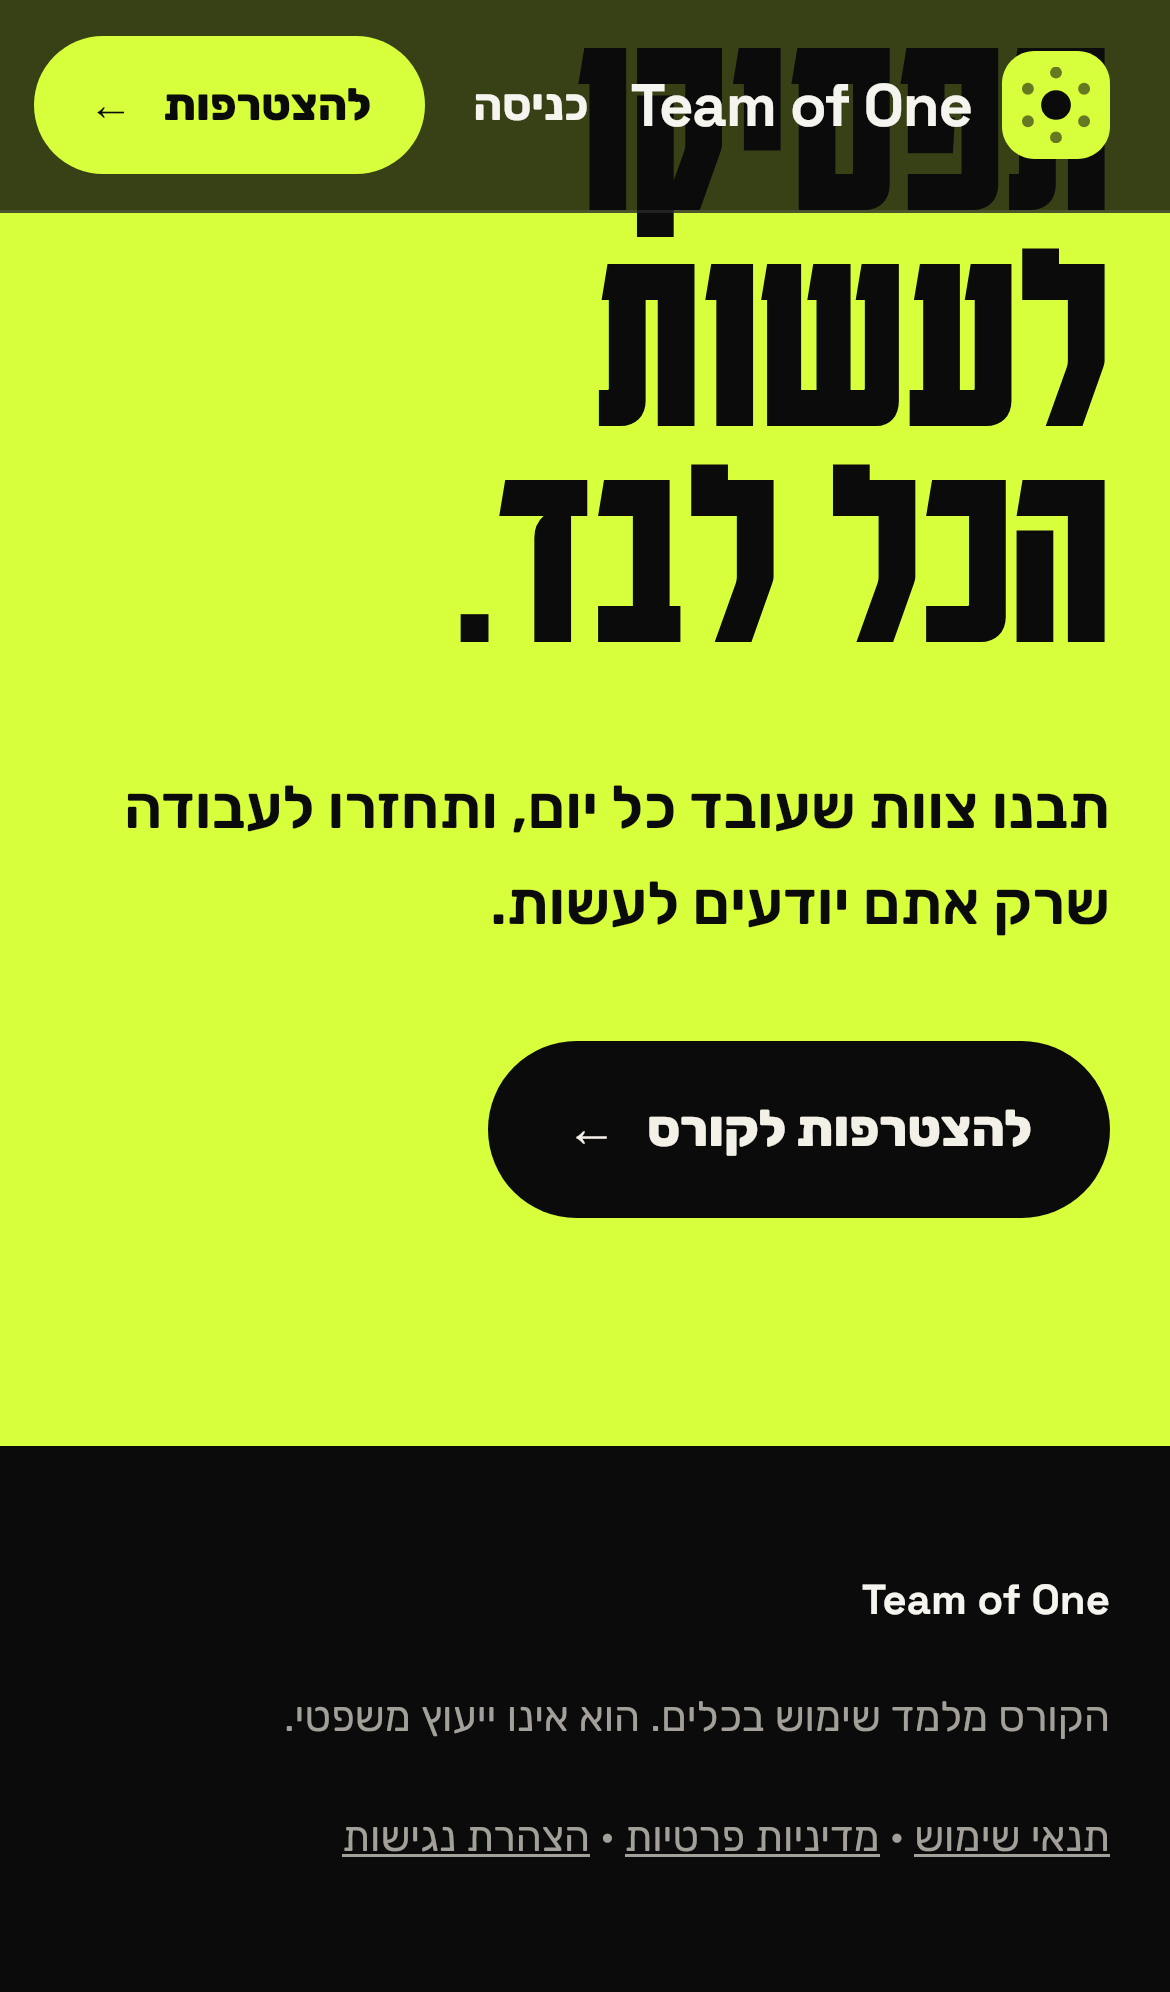 Team of One
כניסה
להצטרפות ←
תפסיקו
לעשות
הכל לבד.
תבנו צוות שעובד כל יום, ותחזרו לעבודה
שרק אתם יודעים לעשות.
להצטרפות לקורס ←
Team of One
הקורס מלמד שימוש בכלים. הוא אינו ייעוץ משפטי.
תנאי שימוש • מדיניות פרטיות • הצהרת נגישות